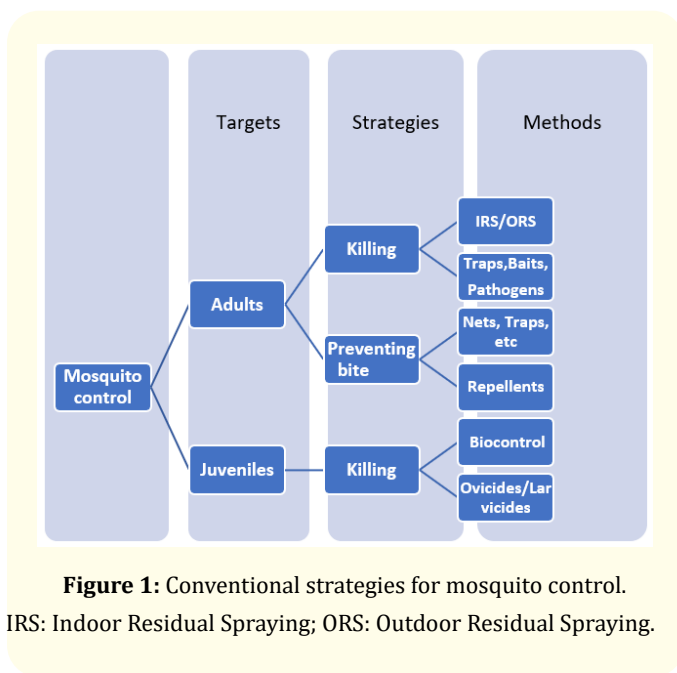 Targets
Strategies
Methods
Mosquito
control
Adults
Juveniles
Killing
Preventing
bite
Killing
IRS/ORS
Traps,Baits,
Pathogens
Nets, Traps,
etc
Repellents
Biocontrol
Ovicides/Lar
vicides
Figure 1: Conventional strategies for mosquito control.
IRS: Indoor Residual Spraying; ORS: Outdoor Residual Spraying.